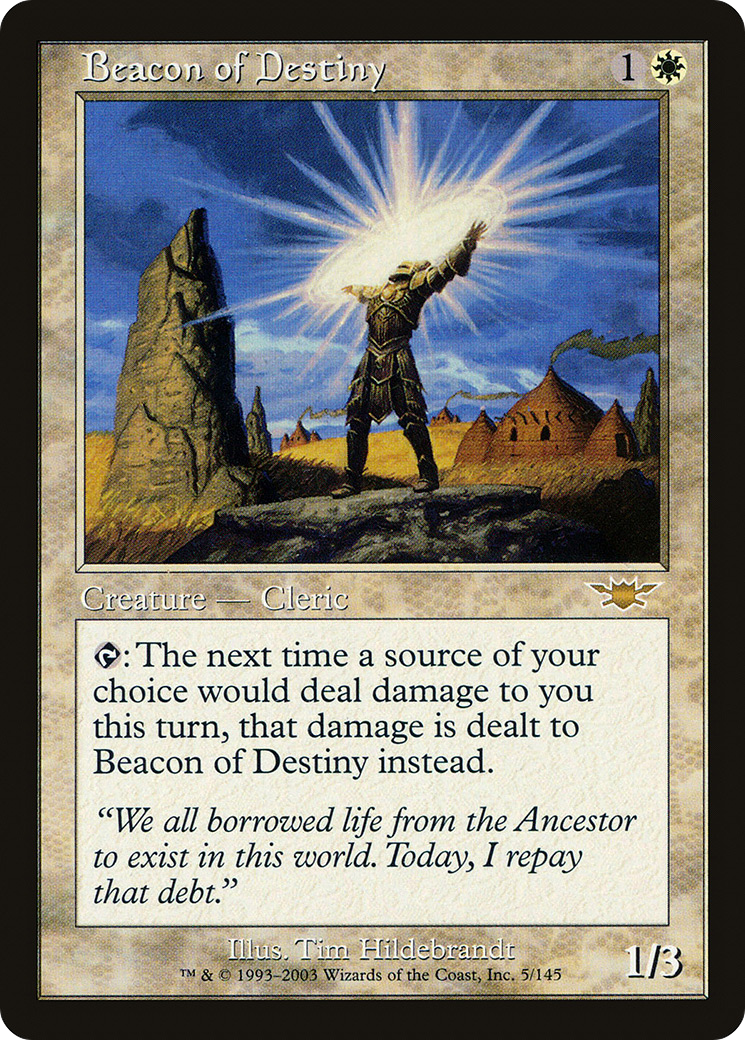 Beacon of Destiny 1
Creature — Cleric
: The next time a source of your
choice would deal damage to you
this turn, that damage is dealt to
Beacon of Destiny instead.
“We all borrowed life from the Ancestor
to exist in this world. Today, I repay
that debt.”
Illus. Tim Hildebrandt
™ & © 1993–2003 Wizards of the Coast, Inc. 5/145
1/3